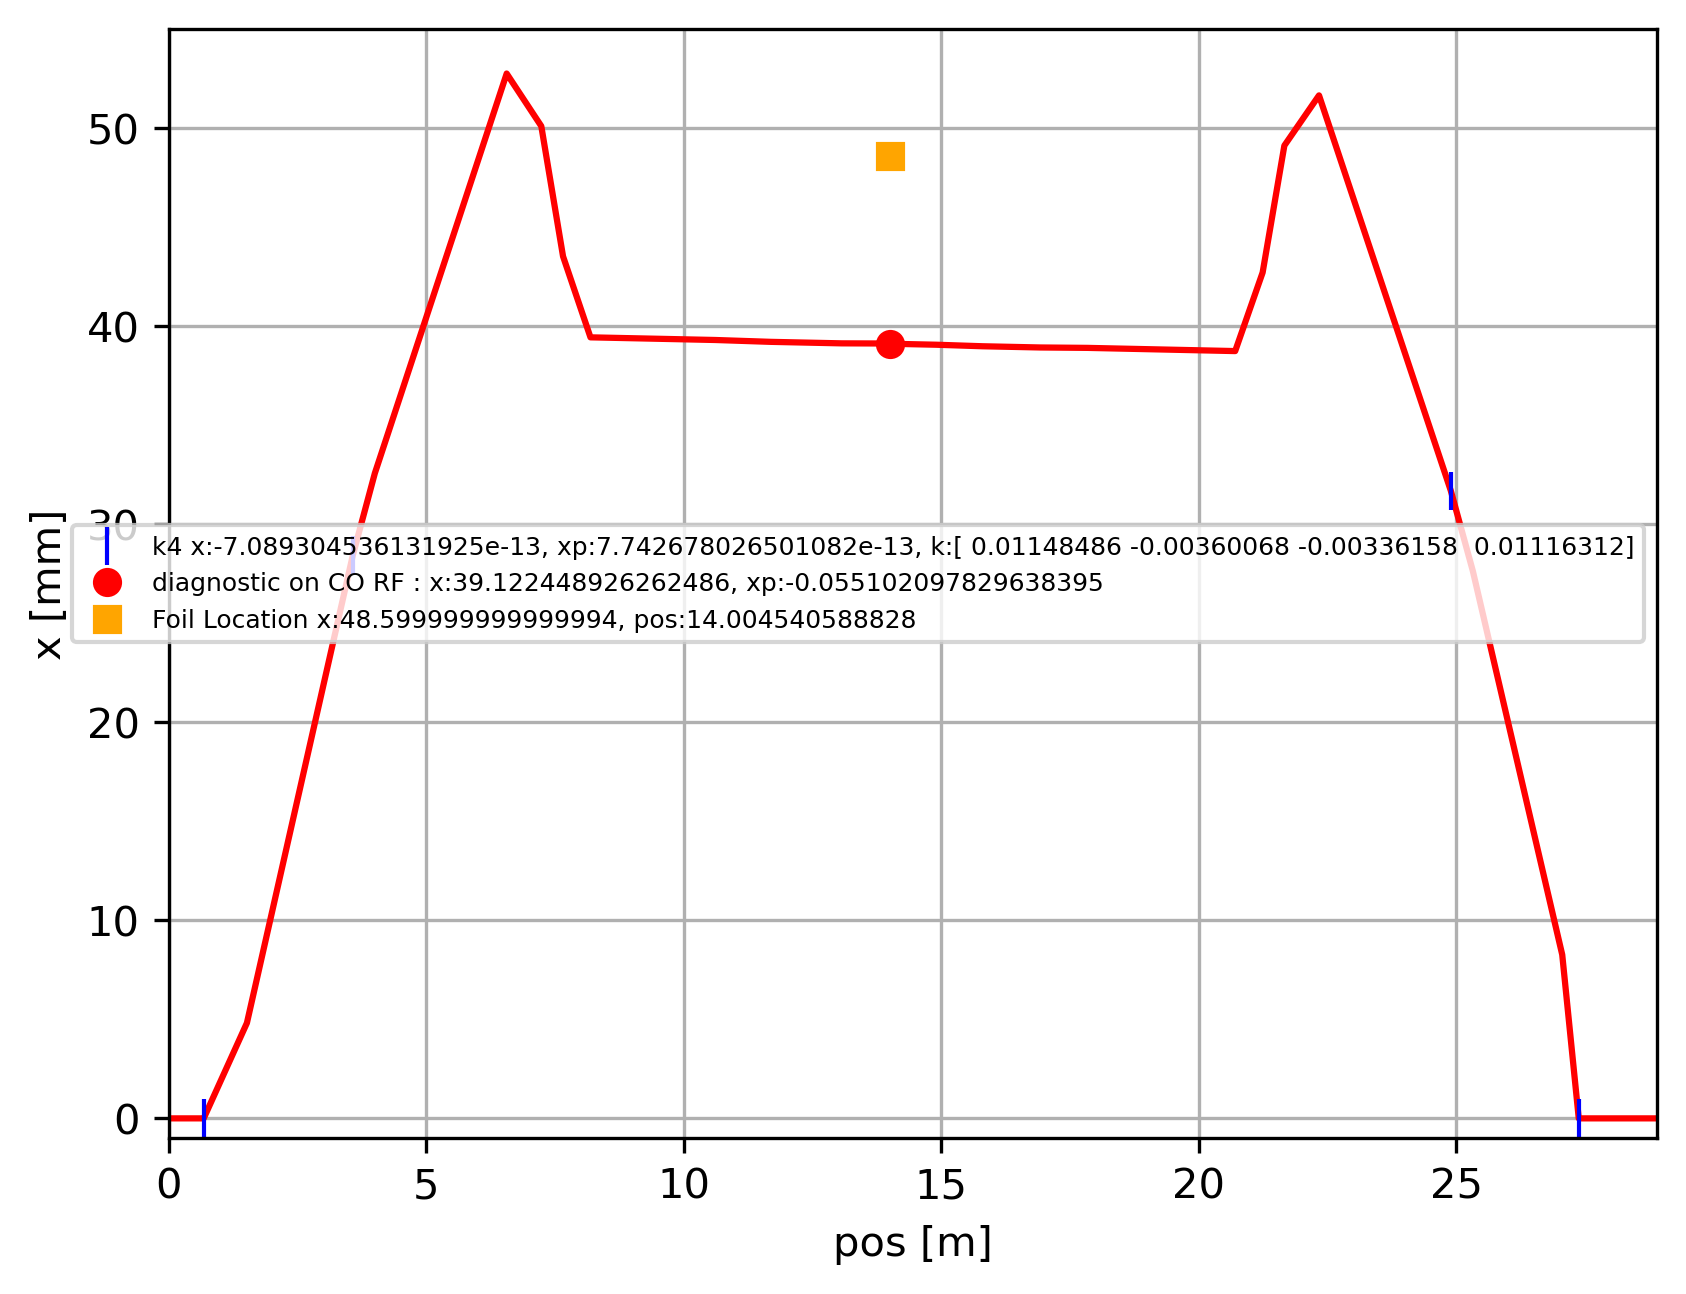 50
40
30
20
10
0
x [mm]
k4 x:-7.089304536131925e-13, xp:7.742678026501082e-13, k:[ 0.01148486 -0.00360068 -0.00336158  0.01116312]
diagnostic on CO RF : x:39.122448926262486, xp:-0.055102097829638395
Foil Location x:48.599999999999994, pos:14.004540588828
0 5 10 15 20 25
pos [m]